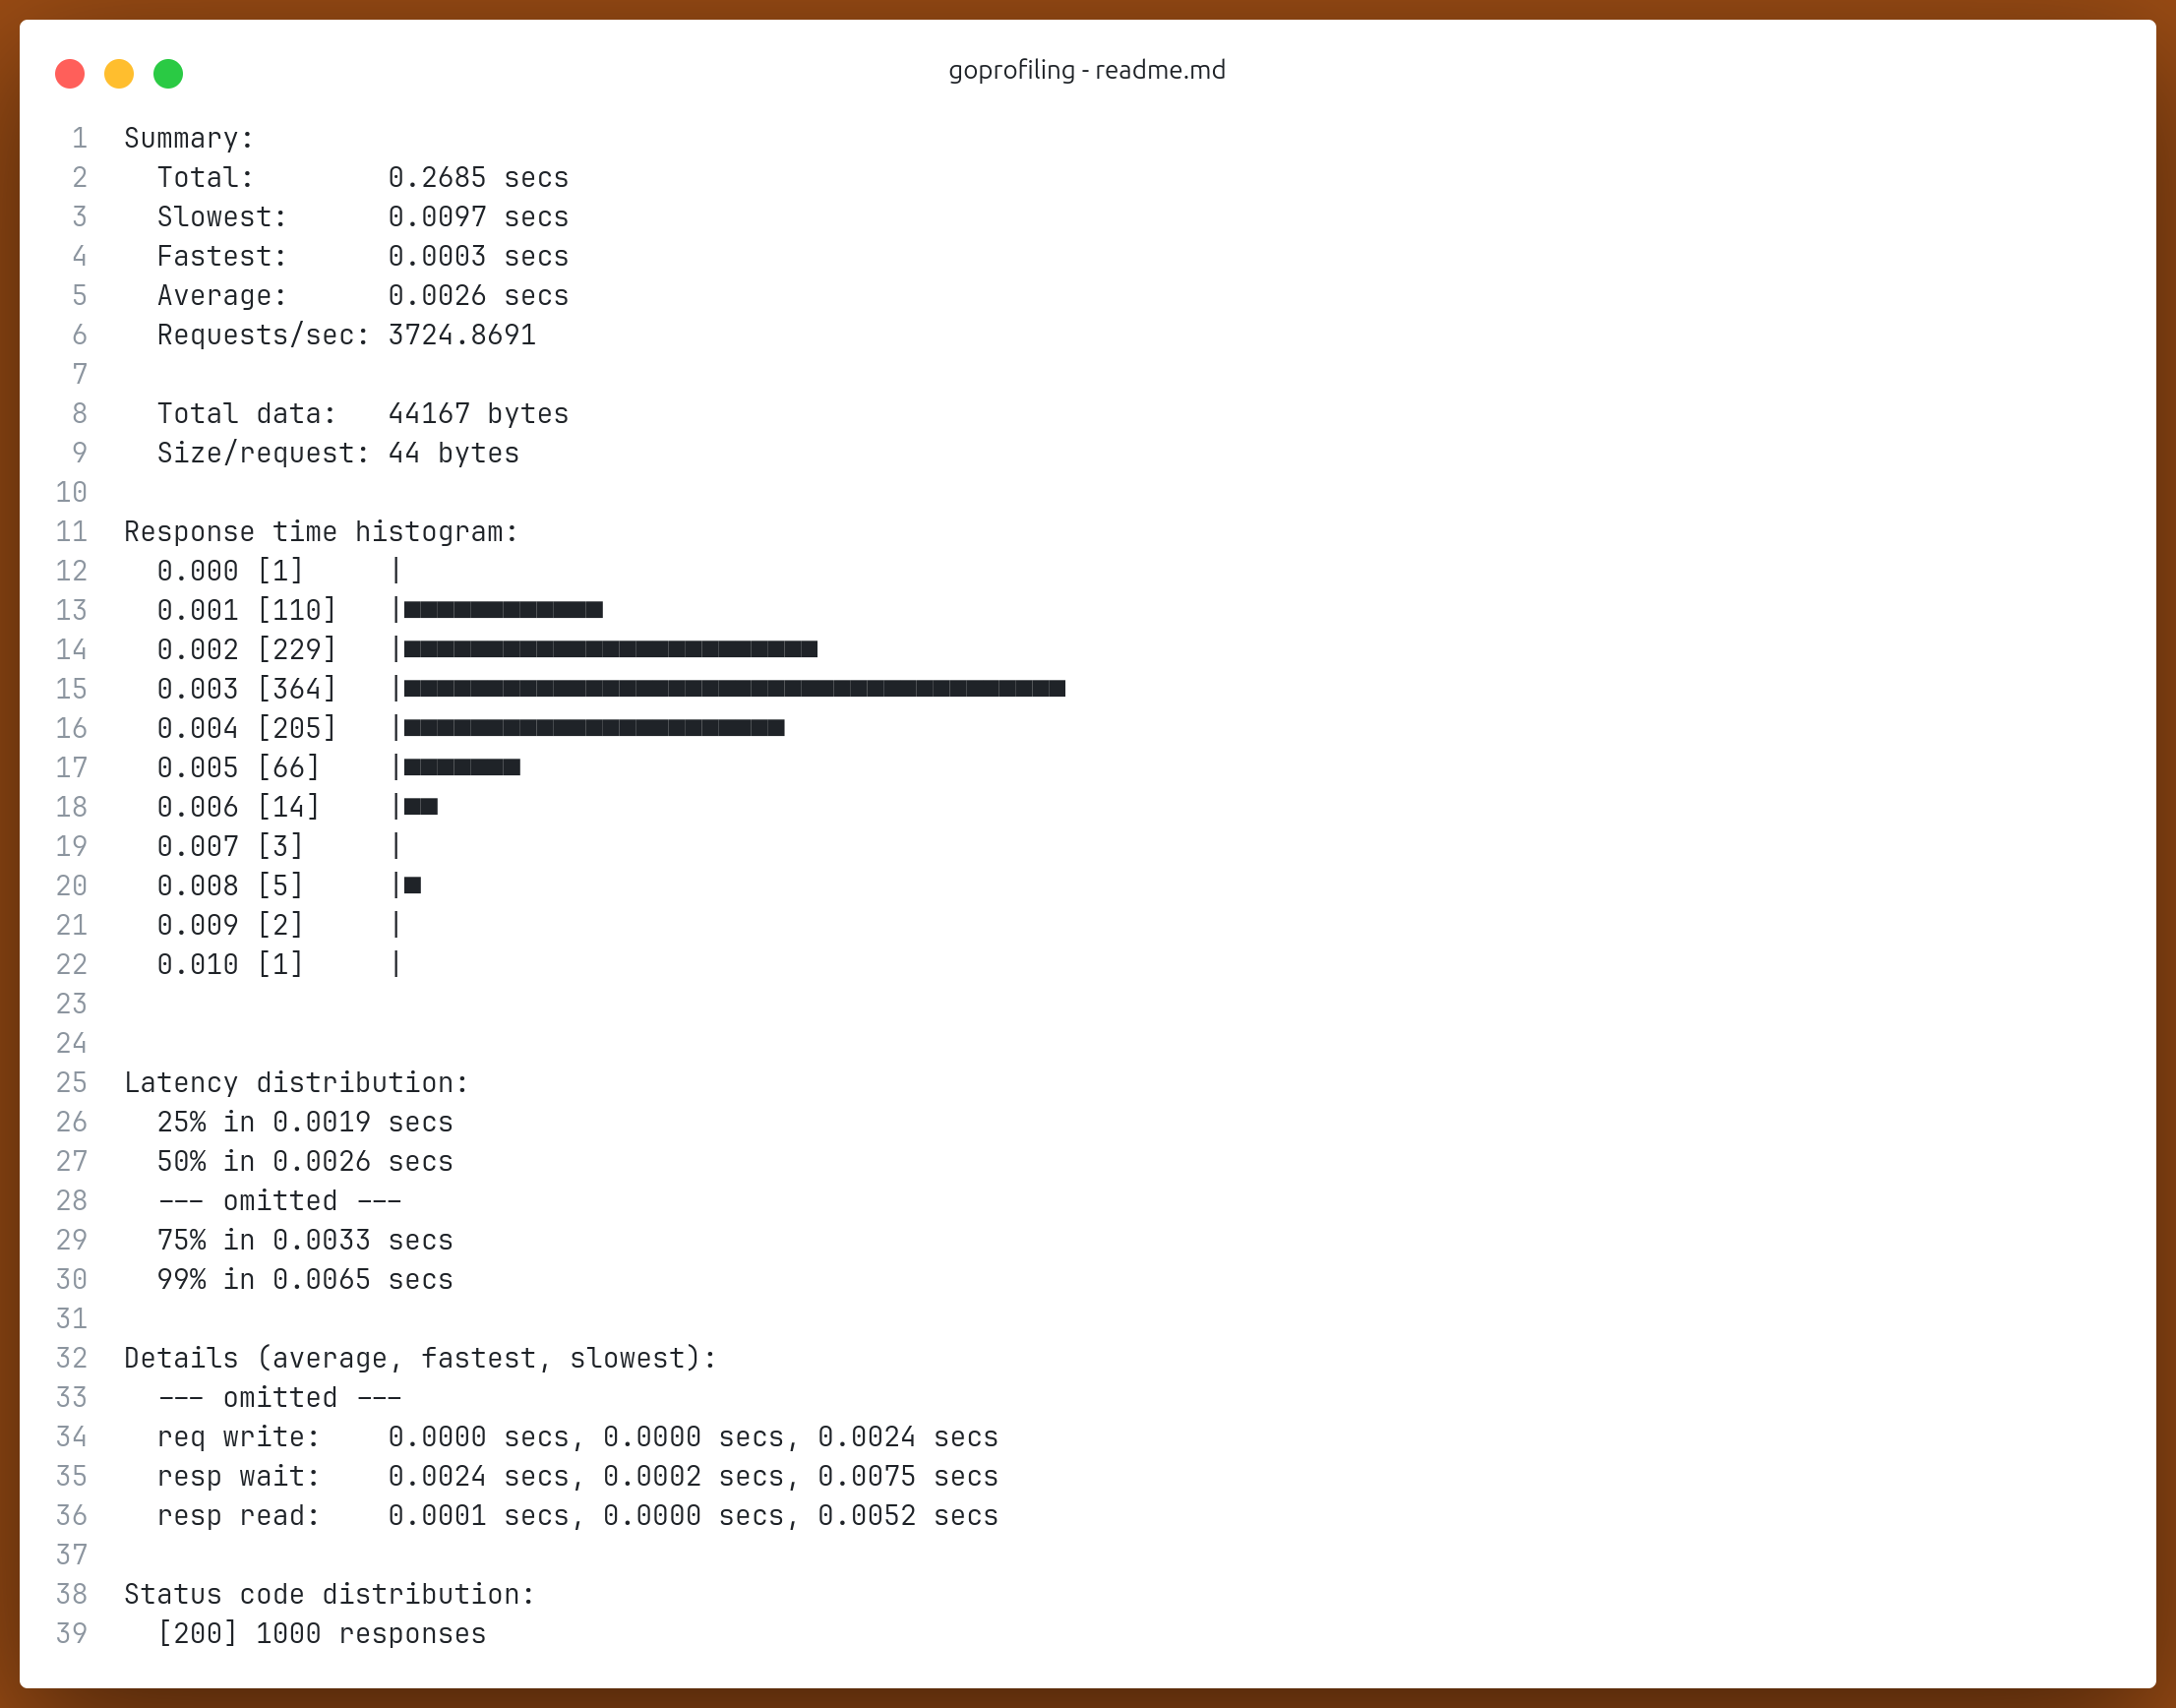 goprofiling - readme.md
1 Summary:
2   Total:        0.2685 secs
3   Slowest:      0.0097 secs
4   Fastest:      0.0003 secs
5   Average:      0.0026 secs
6   Requests/sec: 3724.8691
7
8   Total data:   44167 bytes
9   Size/request: 44 bytes
10
11 Response time histogram:
12   0.000 [1]     |
13   0.001 [110]   |■■■■■■■■■■■■
14   0.002 [229]   |■■■■■■■■■■■■■■■■■■■■■■■■■
15   0.003 [364]   |■■■■■■■■■■■■■■■■■■■■■■■■■■■■■■■■■■■■■■■■
16   0.004 [205]   |■■■■■■■■■■■■■■■■■■■■■■■
17   0.005 [66]    |■■■■■■■
18   0.006 [14]    |■■
19   0.007 [3]     |
20   0.008 [5]     |■
21   0.009 [2]     |
22   0.010 [1]     |
23
24
25 Latency distribution:
26   25% in 0.0019 secs
27   50% in 0.0026 secs
28   --- omitted ---
29   75% in 0.0033 secs
30   99% in 0.0065 secs
31
32 Details (average, fastest, slowest):
33   --- omitted ---
34   req write:    0.0000 secs, 0.0000 secs, 0.0024 secs
35   resp wait:    0.0024 secs, 0.0002 secs, 0.0075 secs
36   resp read:    0.0001 secs, 0.0000 secs, 0.0052 secs
37
38 Status code distribution:
39   [200] 1000 responses